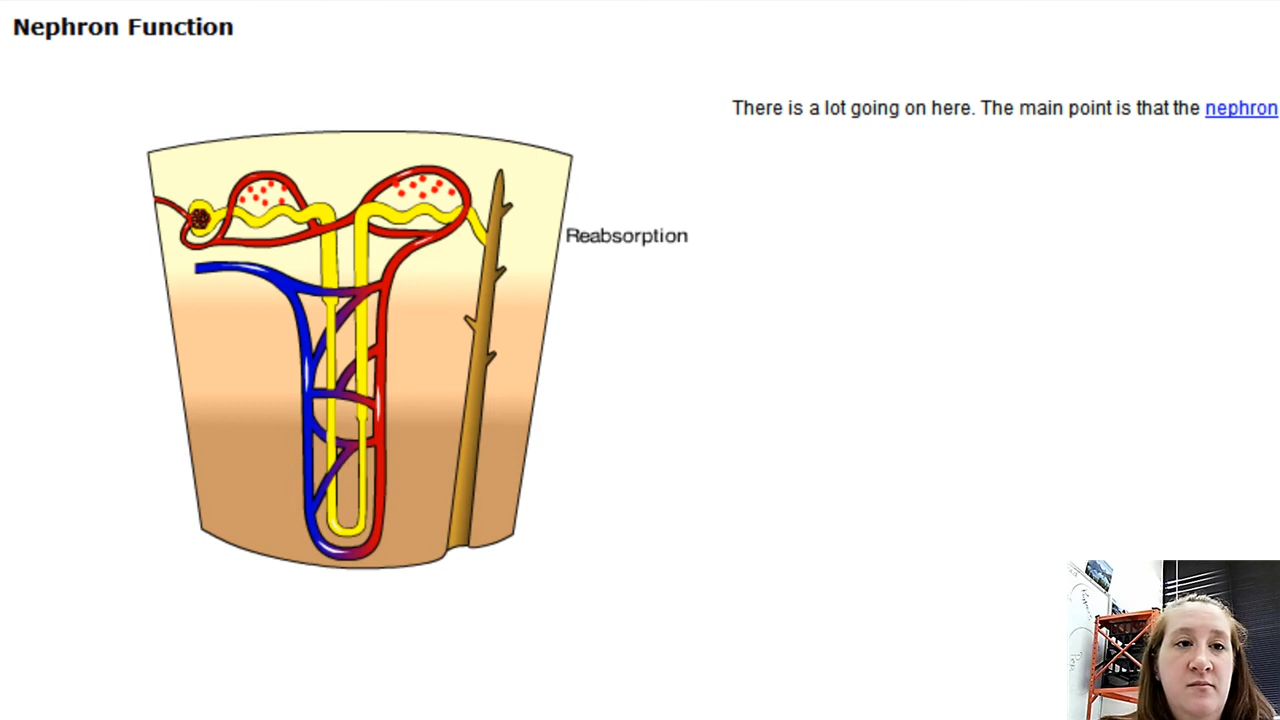 Nephron Function
There is a lot going on here. The main point is that the nephron
Reabsorption